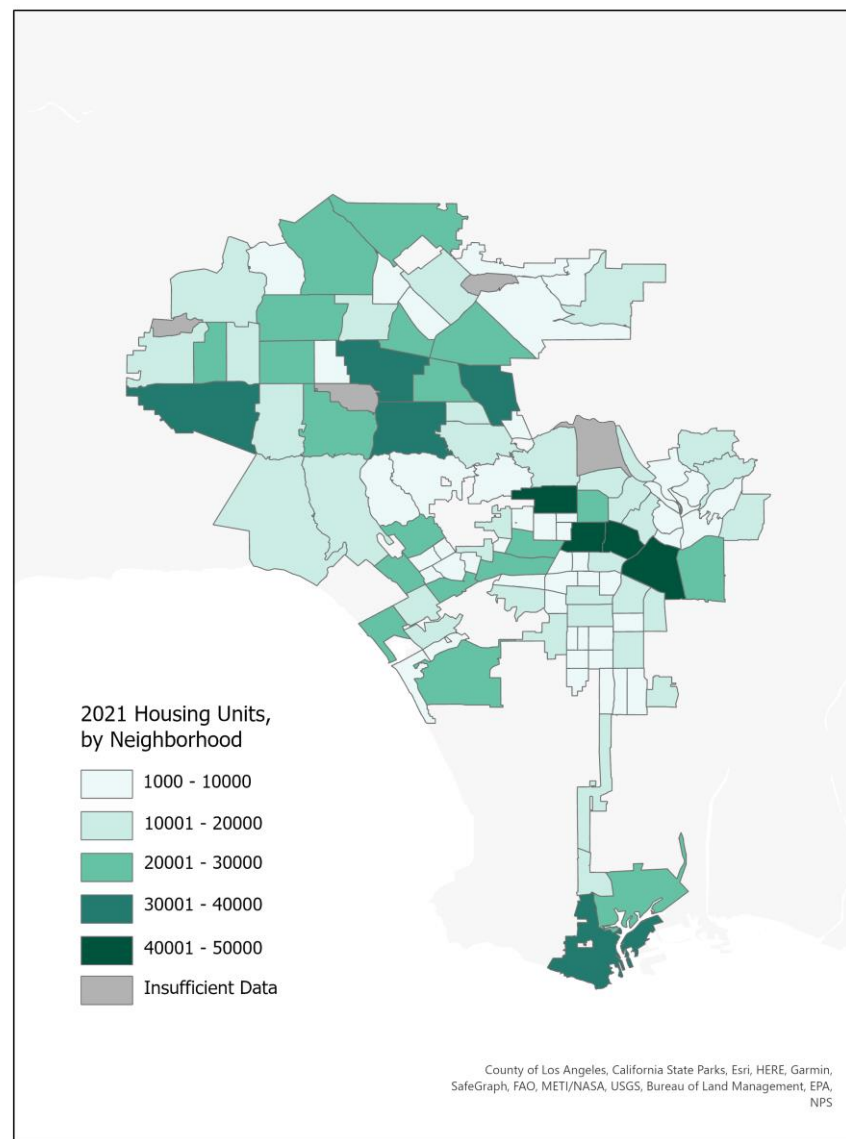 2021 Housing Units,
by Neighborhood
1000 - 10000
10001 - 20000
20001 - 30000
30001 - 40000
40001 - 50000
Insufficient Data
County of Los Angeles, California State Parks, Esri, HERE, Garmin,
SafeGraph, FAO, METI/NASA, USGS, Bureau of Land Management, EPA,
NPS